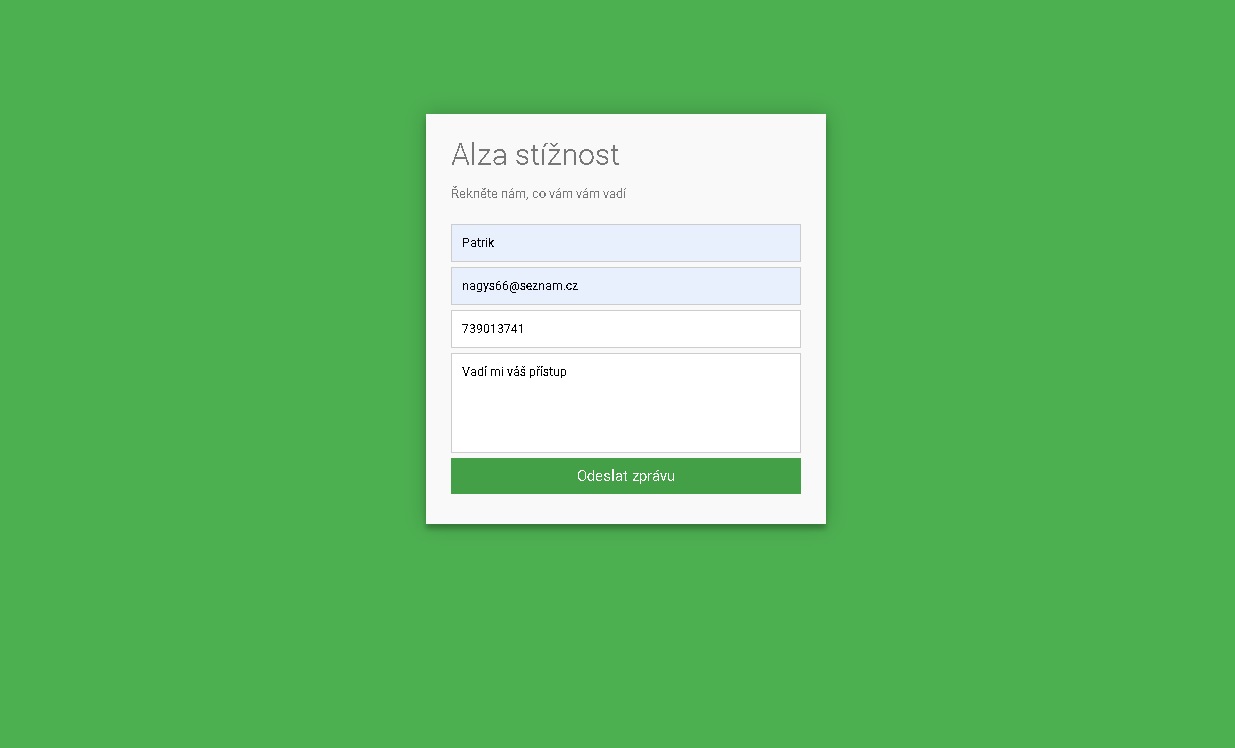 Alza stížnost
Řekněte nám, co vám vám vadí
Patrik
nagys66@seznam.cz
739013741
Vadí mi váš přístup
Odeslat zprávu